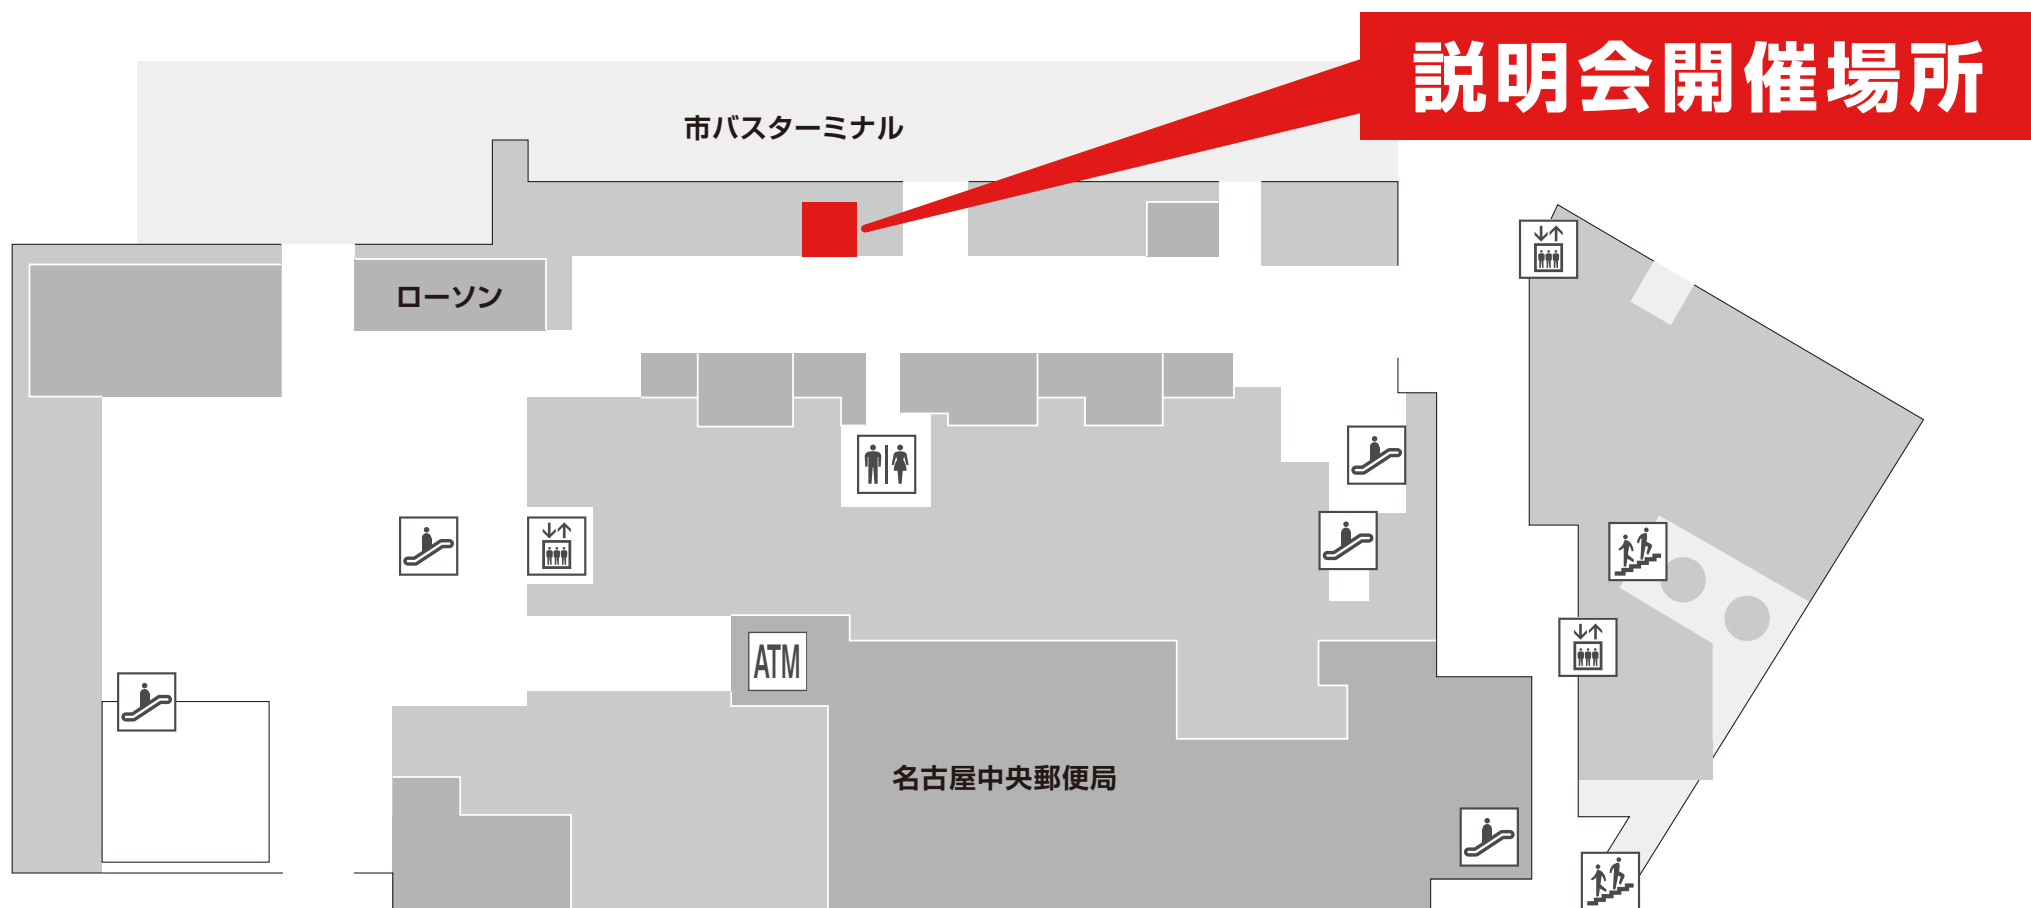 説明会開催場所
市バスターミナル
ローソン
ATM
名古屋中央郵便局